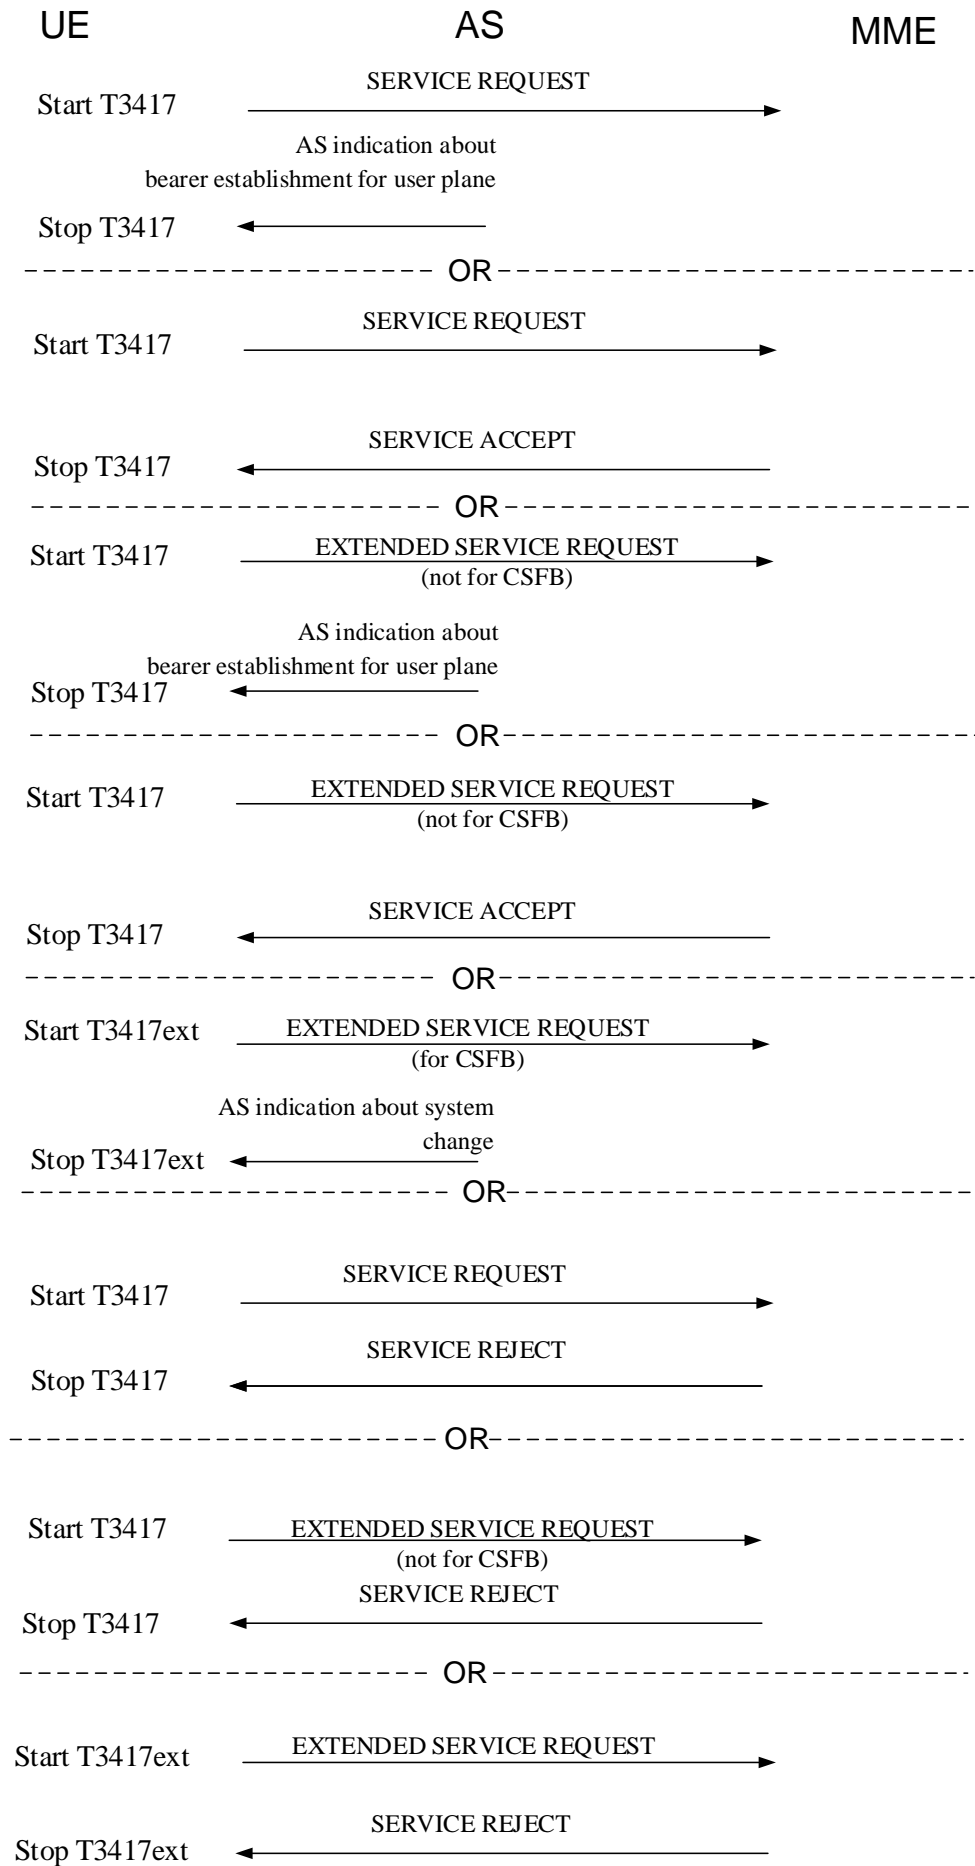 UE AS MME
SERVICE REQUEST
Start T3417
AS indication about
bearer establishment for user plane
Stop T3417
OR
SERVICE REQUEST
Start T3417
SERVICE ACCEPT
Stop T3417
OR
EXTENDED SERVICE REQUEST
Start T3417
(not for CSFB)
AS indication about
bearer establishment for user plane
Stop T3417
OR
EXTENDED SERVICE REQUEST
Start T3417
(not for CSFB)
SERVICE ACCEPT
Stop T3417
OR
EXTENDED SERVICE REQUEST
Start T3417ext
(for CSFB)
AS indication about system
change
Stop T3417ext
OR
SERVICE REQUEST
Start T3417
SERVICE REJECT
Stop T3417
OR
Start T3417
EXTENDED SERVICE REQUEST
(not for CSFB)
SERVICE REJECT
Stop T3417
OR
EXTENDED SERVICE REQUEST
Start T3417ext
SERVICE REJECT
Stop T3417ext